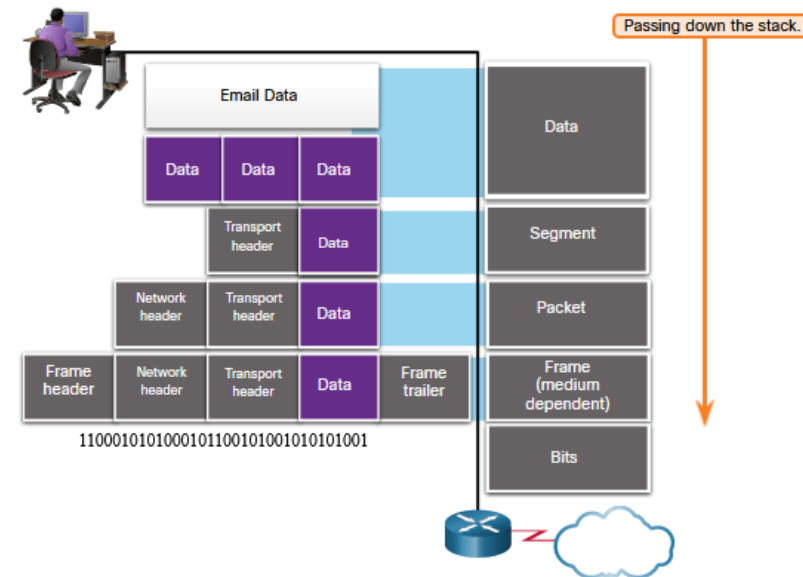 Passing down the stack.
Email Data
Data
Data
Data
Data
Transport
header
Data
Segment
Network
header
Transport
header
Data
Packet
Frame
header
Network
header
Transport
header
Data
Frame
trailer
Frame
(medium
dependent)
1100010101000101100101001010101001
Bits